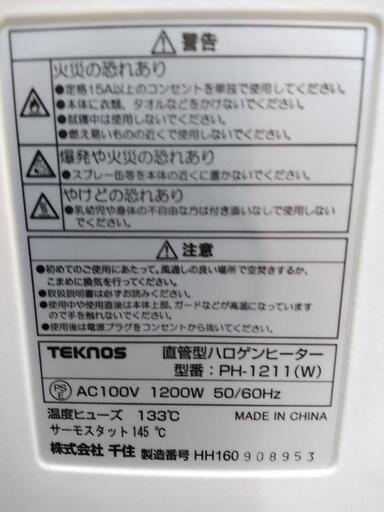 警告
火災の恐れあり
●定格15A以上のコンセントを単独で使用してください。
●本体に衣類、タオルなどをかけないでください。
●就寝中は使用しないでください。
●燃え易いものの近くで使用しないでください。
爆発や火災の恐れあり
●スプレー缶等を本体の近くに置かないでください。
やけどの恐れあり
●乳幼児や身体の不自由な方は付き添いなしで使用しないでください。
注意
●初めてのご使用にあたって。風通しの良い場所で空焚きするか、
こまめに換気を行ってください。
●取扱説明書は必ずお読みください。
●使用中や使用直後は本体上部、ガードなどが高温になっています
ので手を触れないでください。
●使用後は電源プラグをコンセントから抜いてください。
TEKNOS 直管型ハロゲンヒーター
型番: PH-1211(W)
PS E AC100V 1200W 50/60Hz
温度ヒューズ 133℃ MADE IN CHINA
サーモスタット145℃
株式会社 千住 製造番号 HH160908953